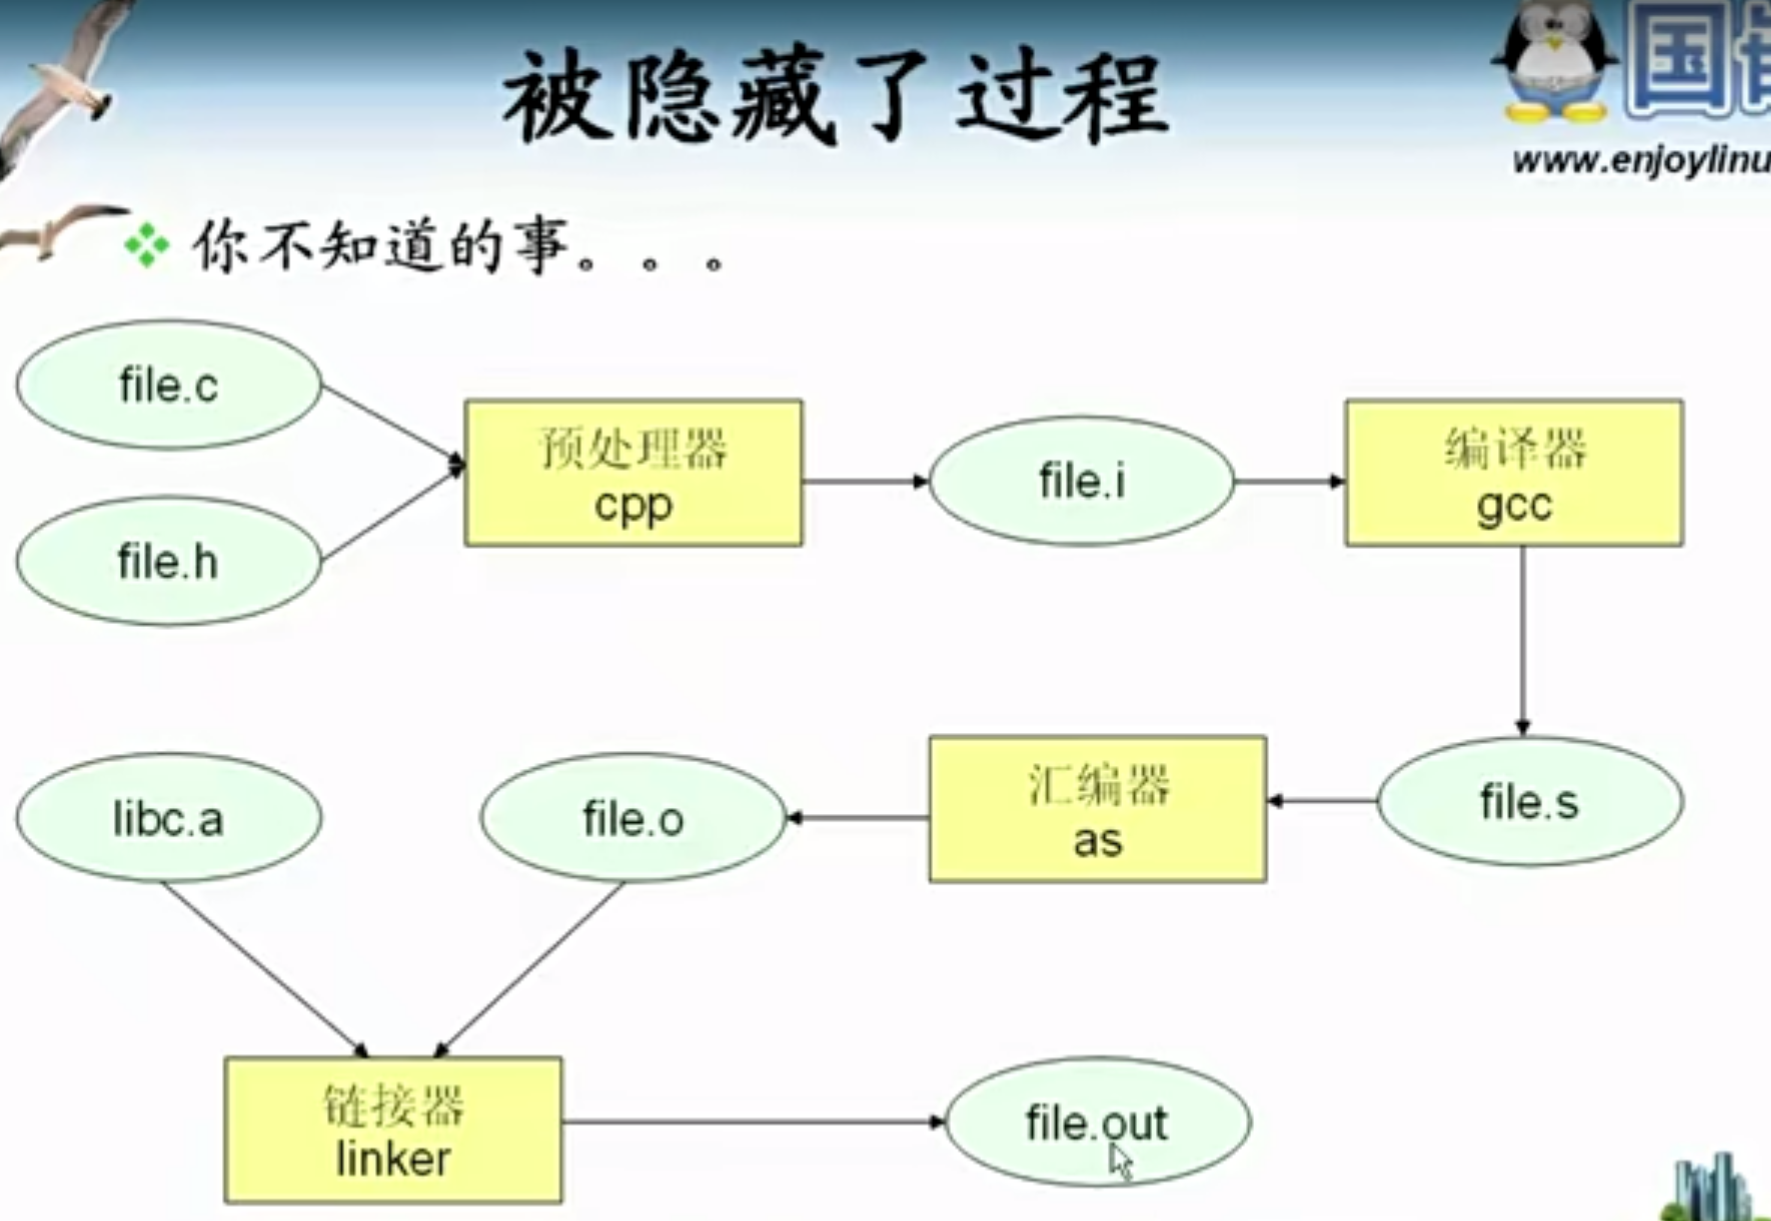 被隐藏了过程
国
www.enjoylinu
你不知道的事。。。
file.c
file.h
预处理器
cpp
file.i
编译器
gcc
libc.a
file.o
汇编器
as
file.s
链接器
linker
file.out